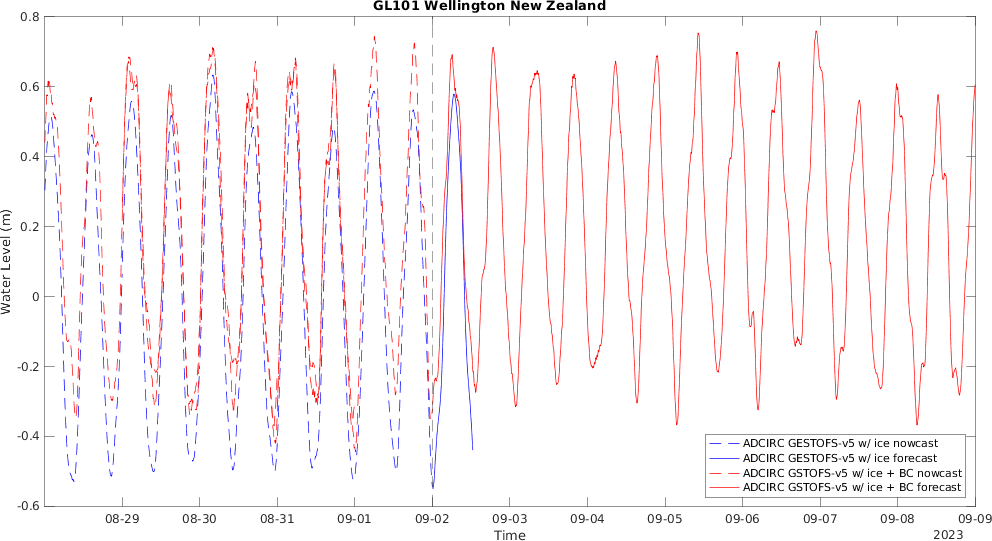 GL101 Wellington New Zealand
0.8
0.6
0.4
0.2
0
-0.2
-0.4
-0.6
Water Level (m)
ADCIRC GESTOFS-v5 w/ ice nowcast
ADCIRC GESTOFS-v5 w/ ice forecast
ADCIRC GSTOFS-v5 w/ ice + BC nowcast
ADCIRC GSTOFS-v5 w/ ice + BC forecast
08-29 08-30 08-31 09-01 09-02 09-03 09-04 09-05 09-06 09-07 09-08 09-09
Time
2023